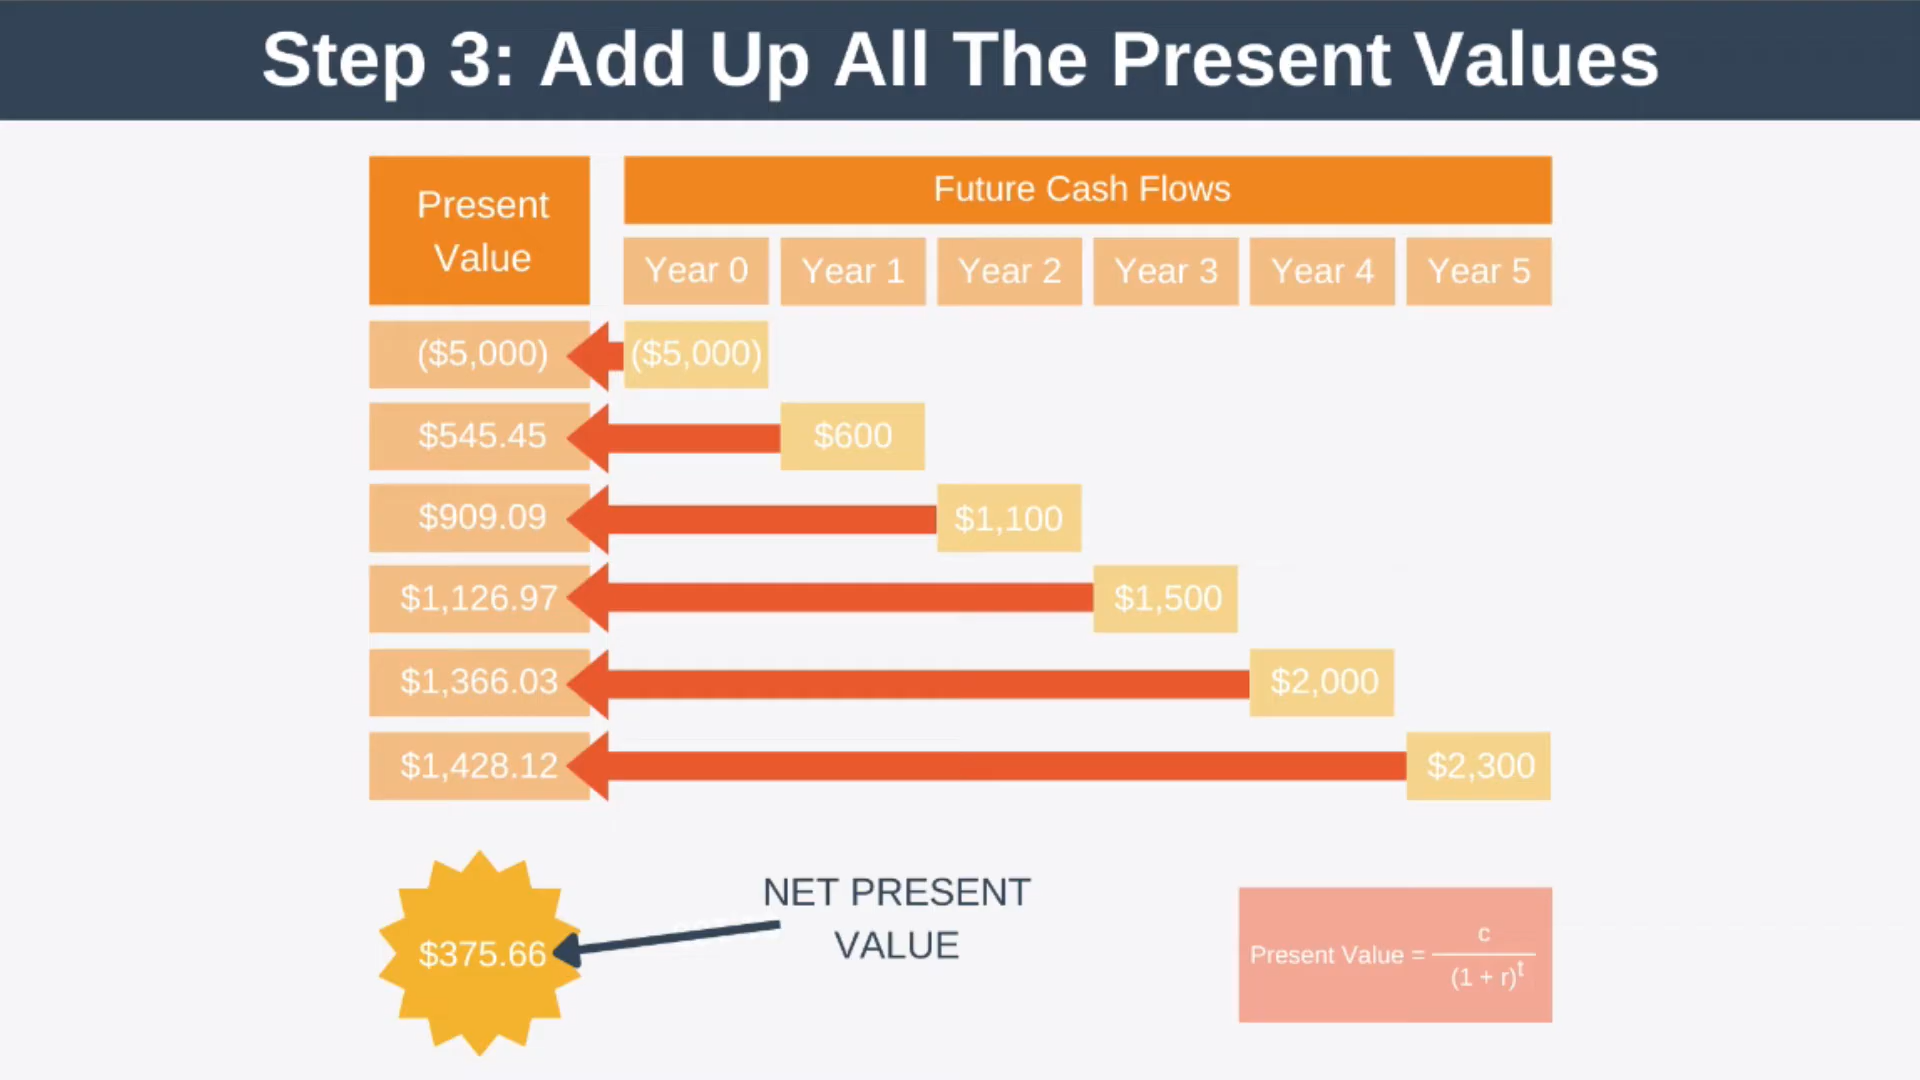 Step 3: Add Up All The Present Values
Present
Value
Future Cash Flows
Year 0 Year 1 Year 2 Year 3 Year 4 Year 5
($5,000) ($5,000)
$545.45 $600
$909.09 $1,100
$1,126.97 $1,500
$1,366.03 $2,000
$1,428.12 $2,300
$375.66
NET PRESENT
VALUE
Present Value = c
(1 + r)^t